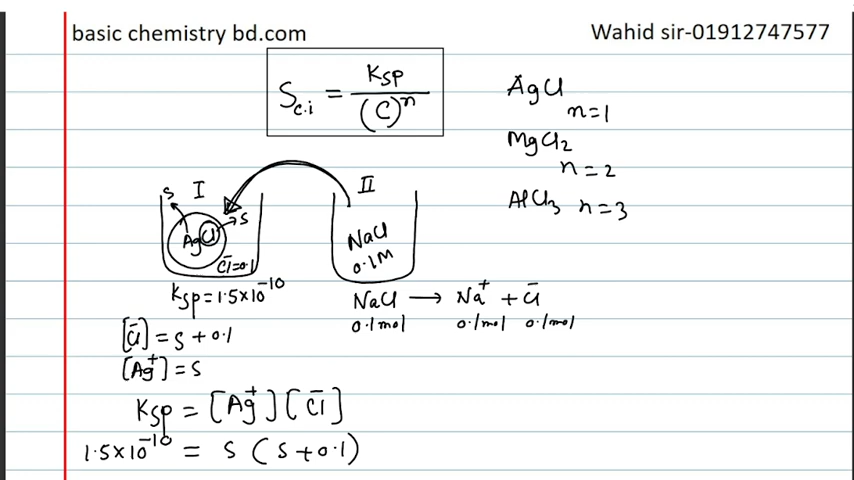 basic chemistry bd.com
Wahid sir-01912747577
S c.i = Ksp / (C)^n
AgCl
n=1
MgCl2
n=2
AlCl3 n=3
I
II
S
S
AgCl
Cl⁻=0.1
NaCl
0.1M
Ksp=1.5×10^-10
NaCl → Na⁺ + Cl⁻
0.1mol 0.1mol 0.1mol
[Cl⁻] = S + 0.1
[Ag⁺] = S
Ksp = [Ag⁺][Cl⁻]
1.5×10^-10 = S (S+0.1)